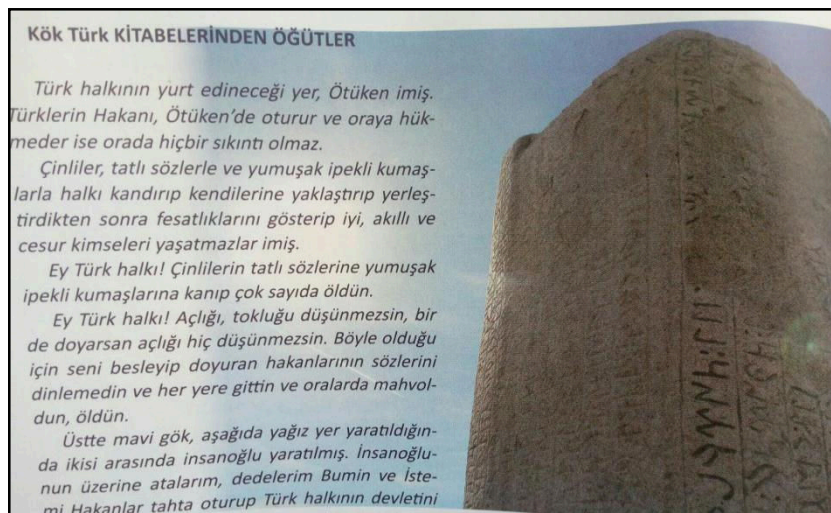 Kök Türk KİTABELERİNDEN ÖĞÜTLER
Türk halkının yurt edineceği yer, Ötüken imiş.
Türklerin Hakanı, Ötüken’de oturur ve oraya hük-
meder ise orada hiçbir sıkıntı olmaz.
Çinliler, tatlı sözlerle ve yumuşak ipekli kumaş-
larla halkı kandırıp kendilerine yaklaştırıp yerleş-
tirdikten sonra fesatlıklarını gösterip iyi, akıllı ve
cesur kimseleri yaşatmazlar imiş.
Ey Türk halkı! Çinlilerin tatlı sözlerine yumuşak
ipekli kumaşlarına kanıp çok sayıda öldün.
Ey Türk halkı! Açlığı, tokluğu düşünmezsin, bir
de doyarsan açlığı hiç düşünmezsin. Böyle olduğu
için seni besleyip doyuran hakanlarının sözlerini
dinlemedin ve her yere gittin ve oralarda mahvol-
dun, öldün.
Üstte mavi gök, aşağıda yağız yer yaratıldığın-
da ikisi arasında insanoğlu yaratılmış. İnsanoğlu-
nun üzerine atalarım, dedelerim Bumin ve İste-
mi Hakanlar tahta oturup Türk halkının devletini